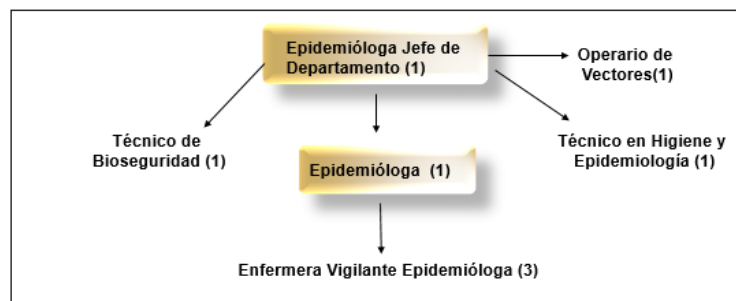 Epidemióloga Jefe de
Departamento (1)
Operario de
Vectores(1)
Técnico de
Bioseguridad (1)
Técnico en Higiene y
Epidemiología (1)
Epidemióloga (1)
Enfermera Vigilante Epidemióloga (3)